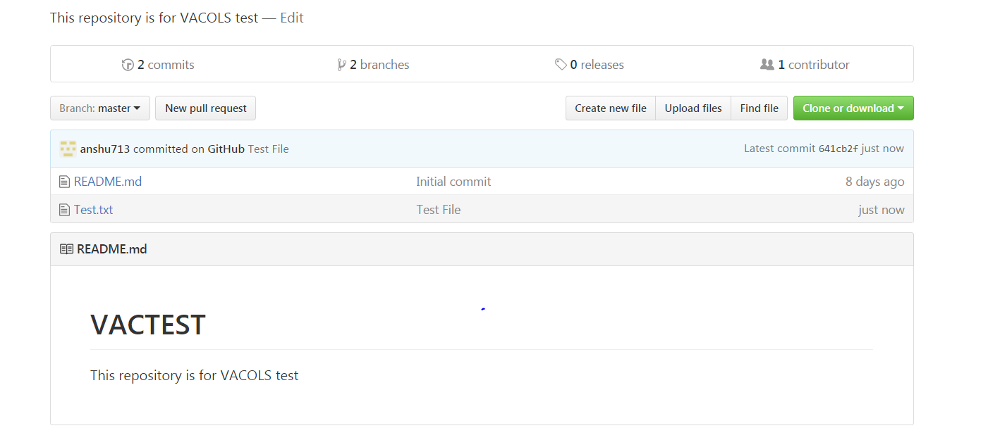 This repository is for VACOLS test — Edit
2 commits 2 branches 0 releases 1 contributor
Branch: master New pull request Create new file Upload files Find file Clone or download
anshu713 committed on GitHub Test File Latest commit 641cb2f just now
README.md Initial commit 8 days ago
Test.txt Test File just now
README.md
VACTEST
This repository is for VACOLS test